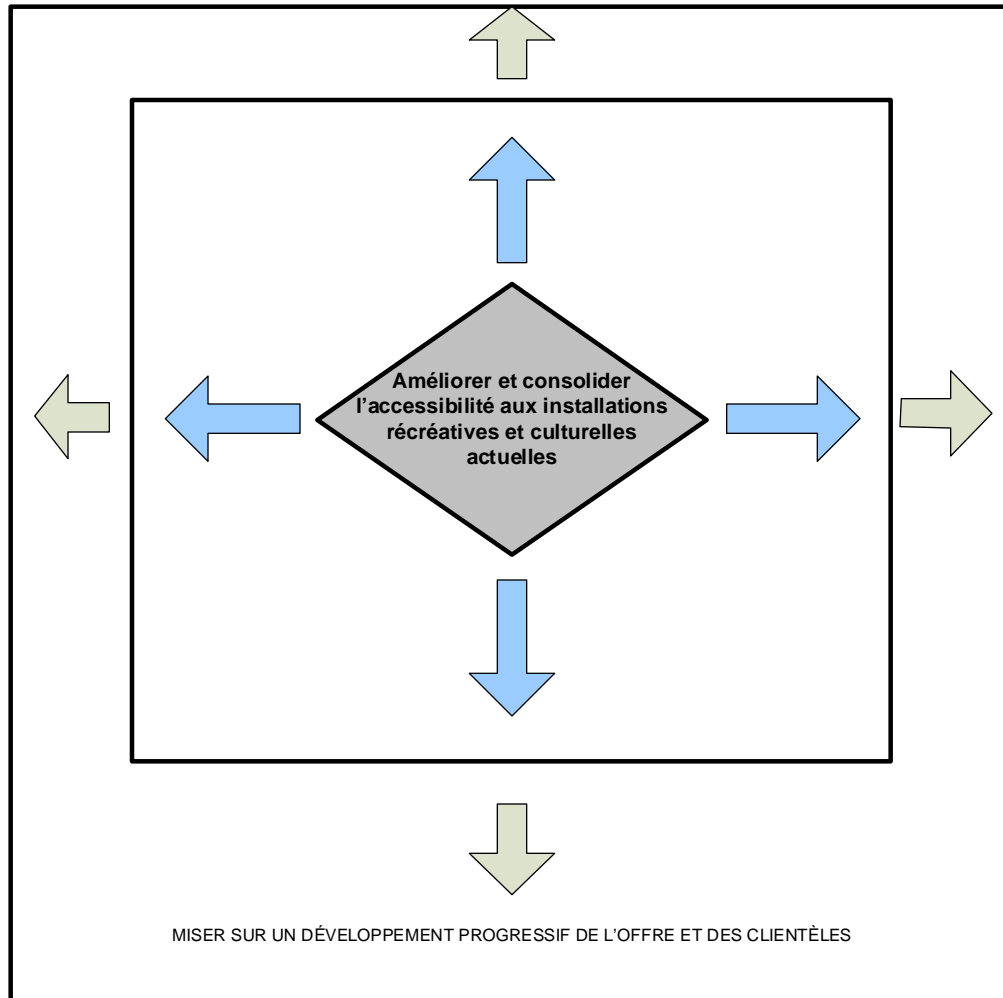 Améliorer et consolider
l’accessibilité aux installations
récréatives et culturelles
actuelles
MISER SUR UN DÉVELOPPEMENT PROGRESSIF DE L’OFFRE ET DES CLIENTÈLES